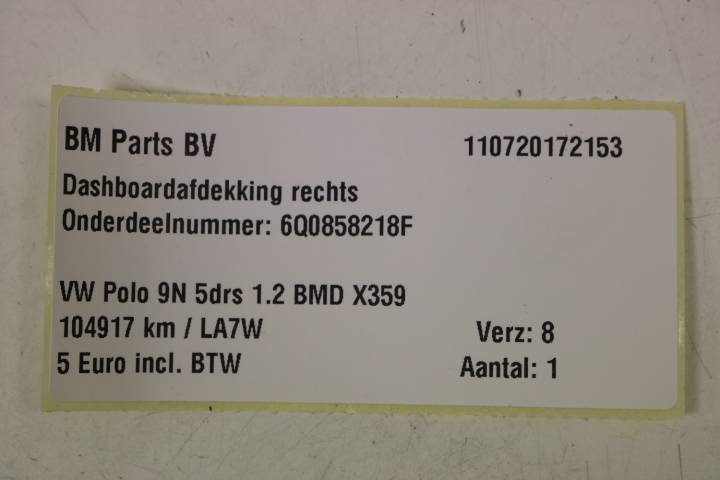 BM Parts BV 110720172153
Dashboardafdekking rechts
Onderdeelnummer: 6Q0858218F
VW Polo 9N 5drs 1.2 BMD X359
104917 km / LA7W Verz: 8
5 Euro incl. BTW Aantal: 1